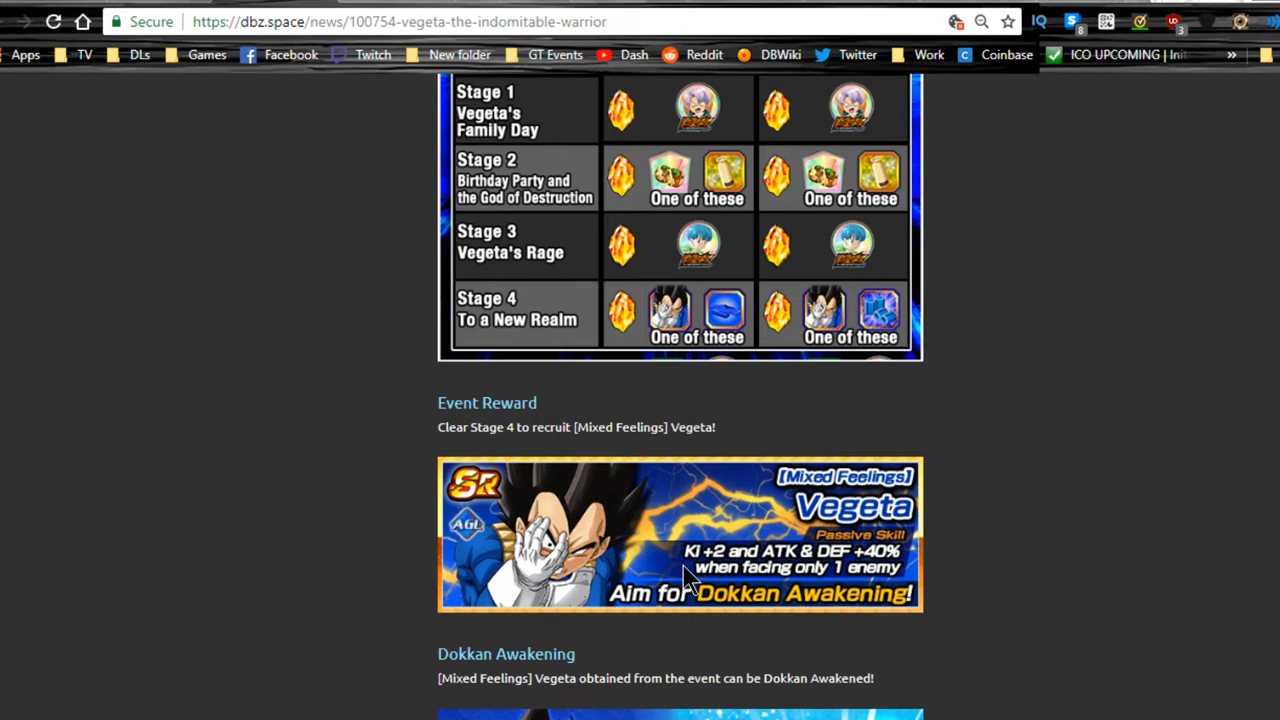 Secure https://dbz.space/news/100754-vegeta-the-indomitable-warrior
IQ
8
3
Apps TV DLs Games Facebook Twitch New folder GT Events Dash Reddit DBWiki Twitter Work C Coinbase ICO UPCOMING | Init »
Stage 1
Vegeta's
Family Day
Stage 2
Birthday Party and
the God of Destruction
One of these One of these
Stage 3
Vegeta's Rage
Stage 4
To a New Realm
One of these One of these
Event Reward
Clear Stage 4 to recruit [Mixed Feelings] Vegeta!
SR
AGL
[Mixed Feelings]
Vegeta
Passive Skill
Ki +2 and ATK & DEF +40%
when facing only 1 enemy
Aim for Dokkan Awakening!
Dokkan Awakening
[Mixed Feelings] Vegeta obtained from the event can be Dokkan Awakened!